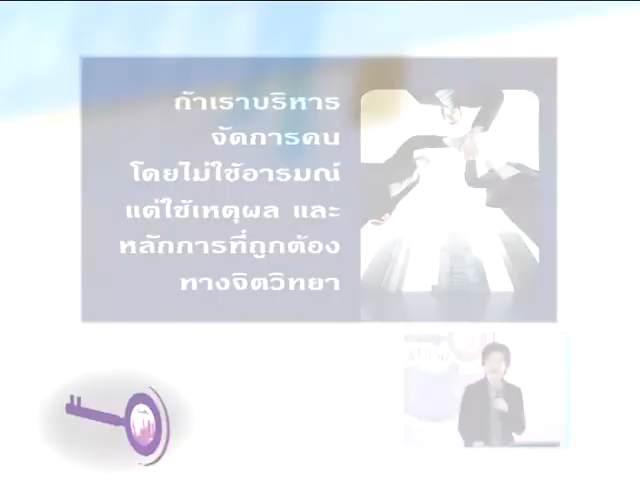 ถ้าเราบริหาร
จัดการคน
โดยไม่ใช้อารมณ์
แต่ใช้เหตุผล และ
หลักการที่ถูกต้อง
ทางจิตวิทยา